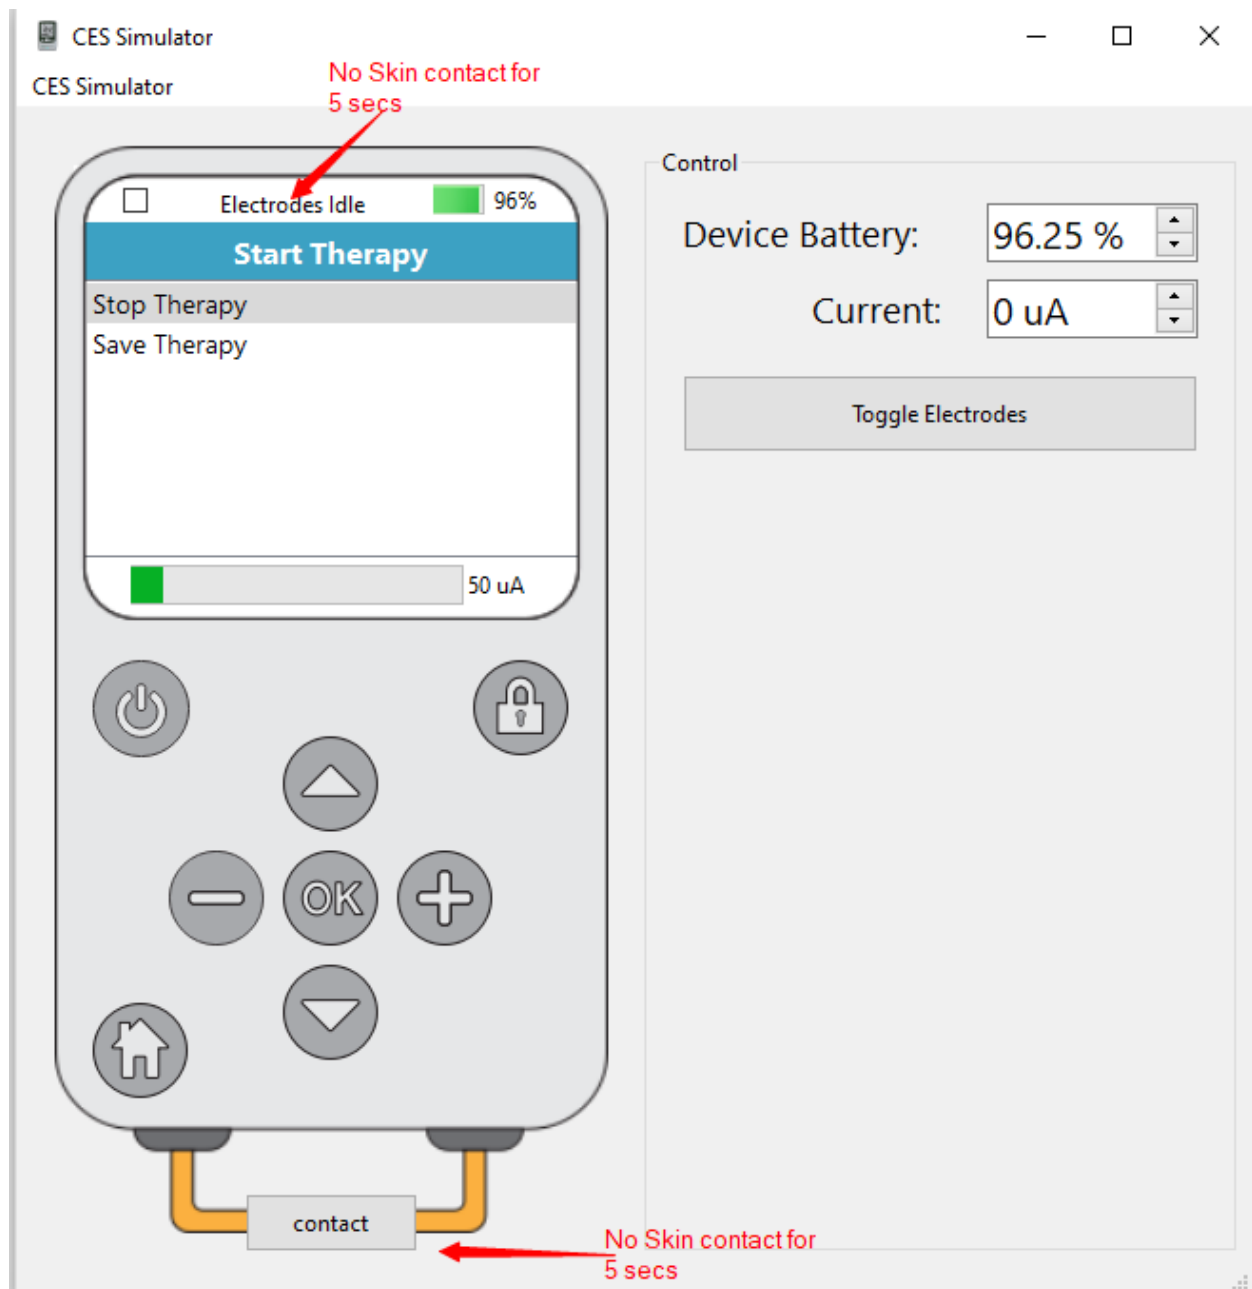 CES Simulator
CES Simulator
No Skin contact for
5 secs
Electrodes Idle
96%
Start Therapy
Stop Therapy
Save Therapy
50 uA
OK
contact
No Skin contact for
5 secs
Control
Device Battery:
96.25 %
Current:
0 uA
Toggle Electrodes